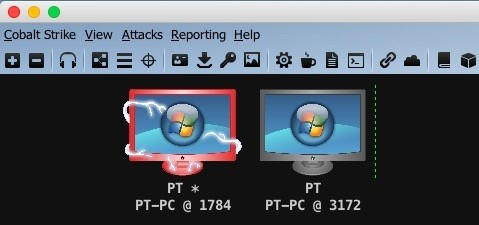 Cobalt Strike View Attacks Reporting Help
PT * PT
PT-PC @ 1784 PT-PC @ 3172